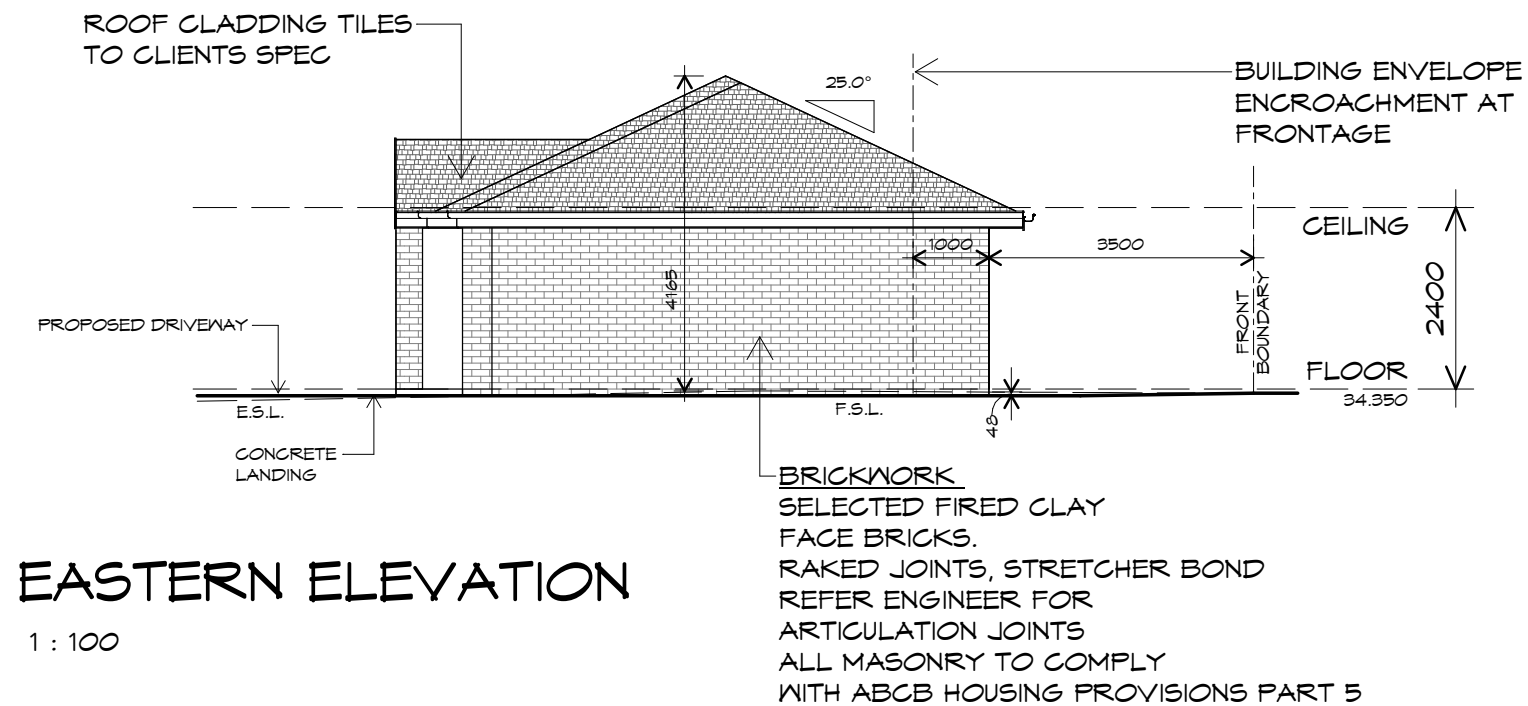 ROOF CLADDING TILES
TO CLIENTS SPEC
25.0°
BUILDING ENVELOPE
ENCROACHMENT AT
FRONTAGE
CEILING
1000
3500
4165
2400
FRONT
BOUNDARY
PROPOSED DRIVEWAY
FLOOR
34.350
E.S.L.
F.S.L.
48
CONCRETE
LANDING
BRICKWORK
SELECTED FIRED CLAY
FACE BRICKS.
RAKED JOINTS, STRETCHER BOND
REFER ENGINEER FOR
ARTICULATION JOINTS
ALL MASONRY TO COMPLY
WITH ABCB HOUSING PROVISIONS PART 5
EASTERN ELEVATION
1 : 100